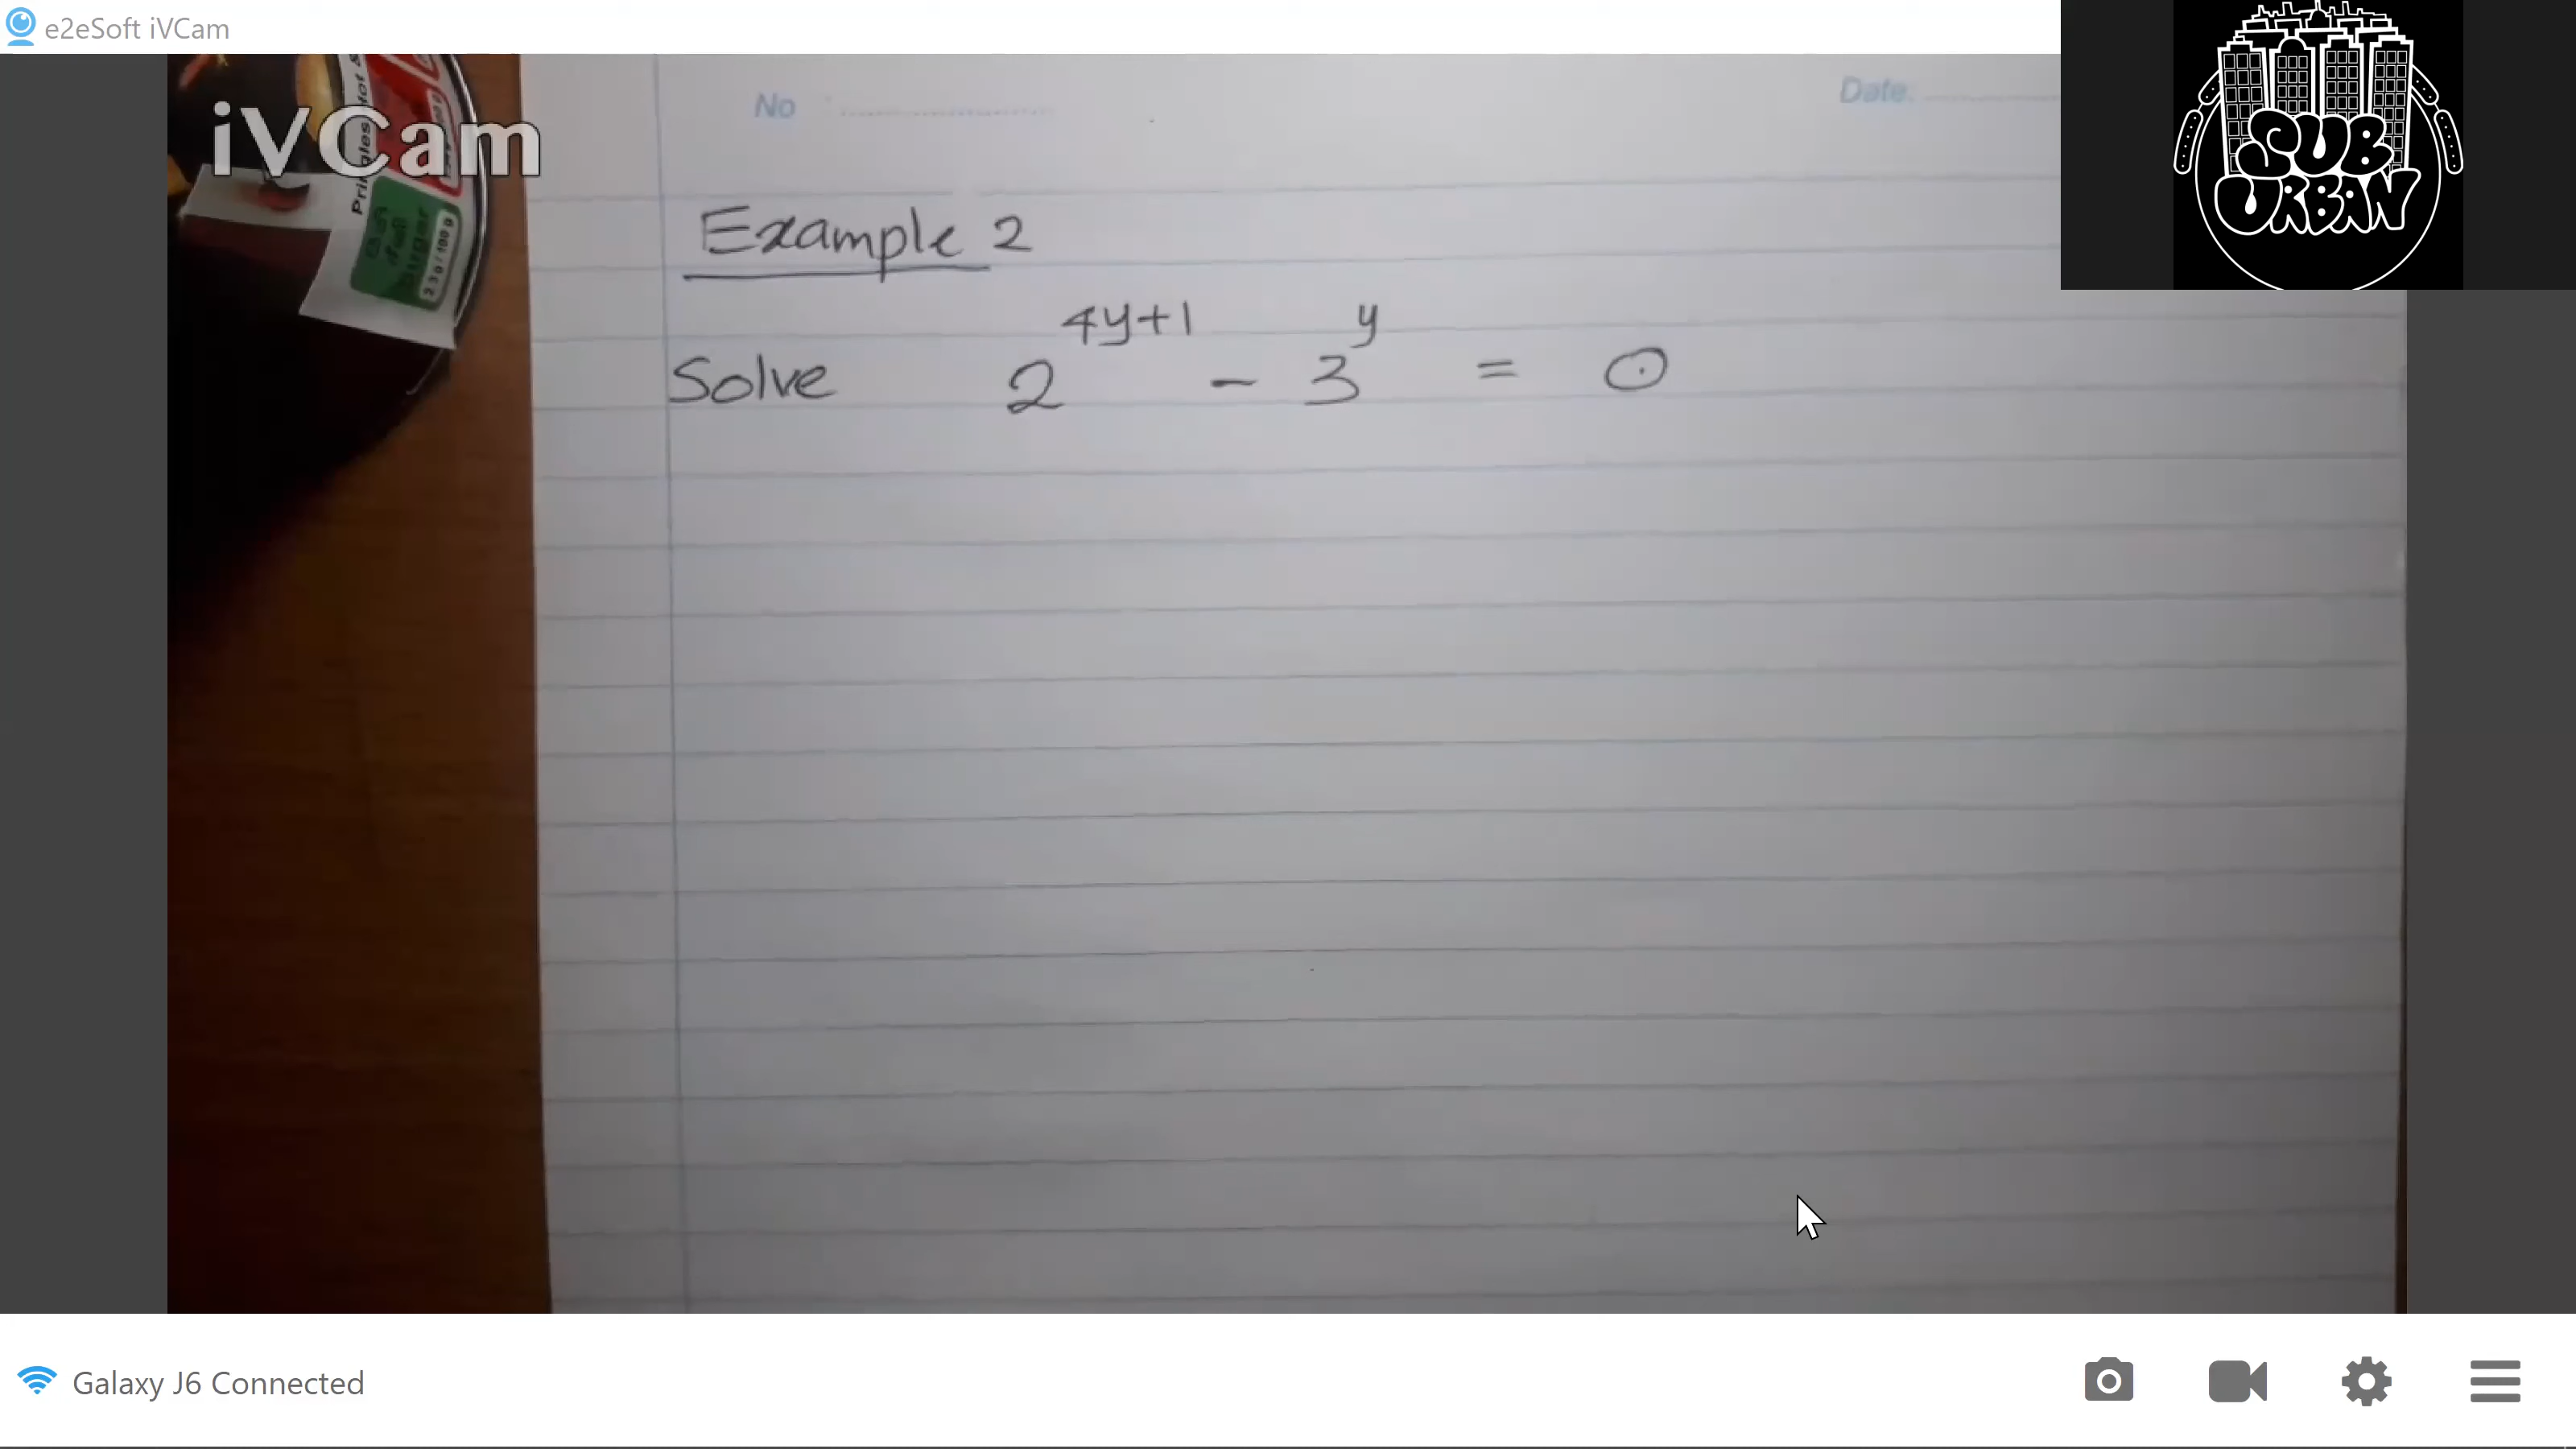 e2eSoft iVCam
iVCam
No
Date.
SUB
URBAN
Example 2
Solve 2^{4y+1} - 3^y = 0
Galaxy J6 Connected